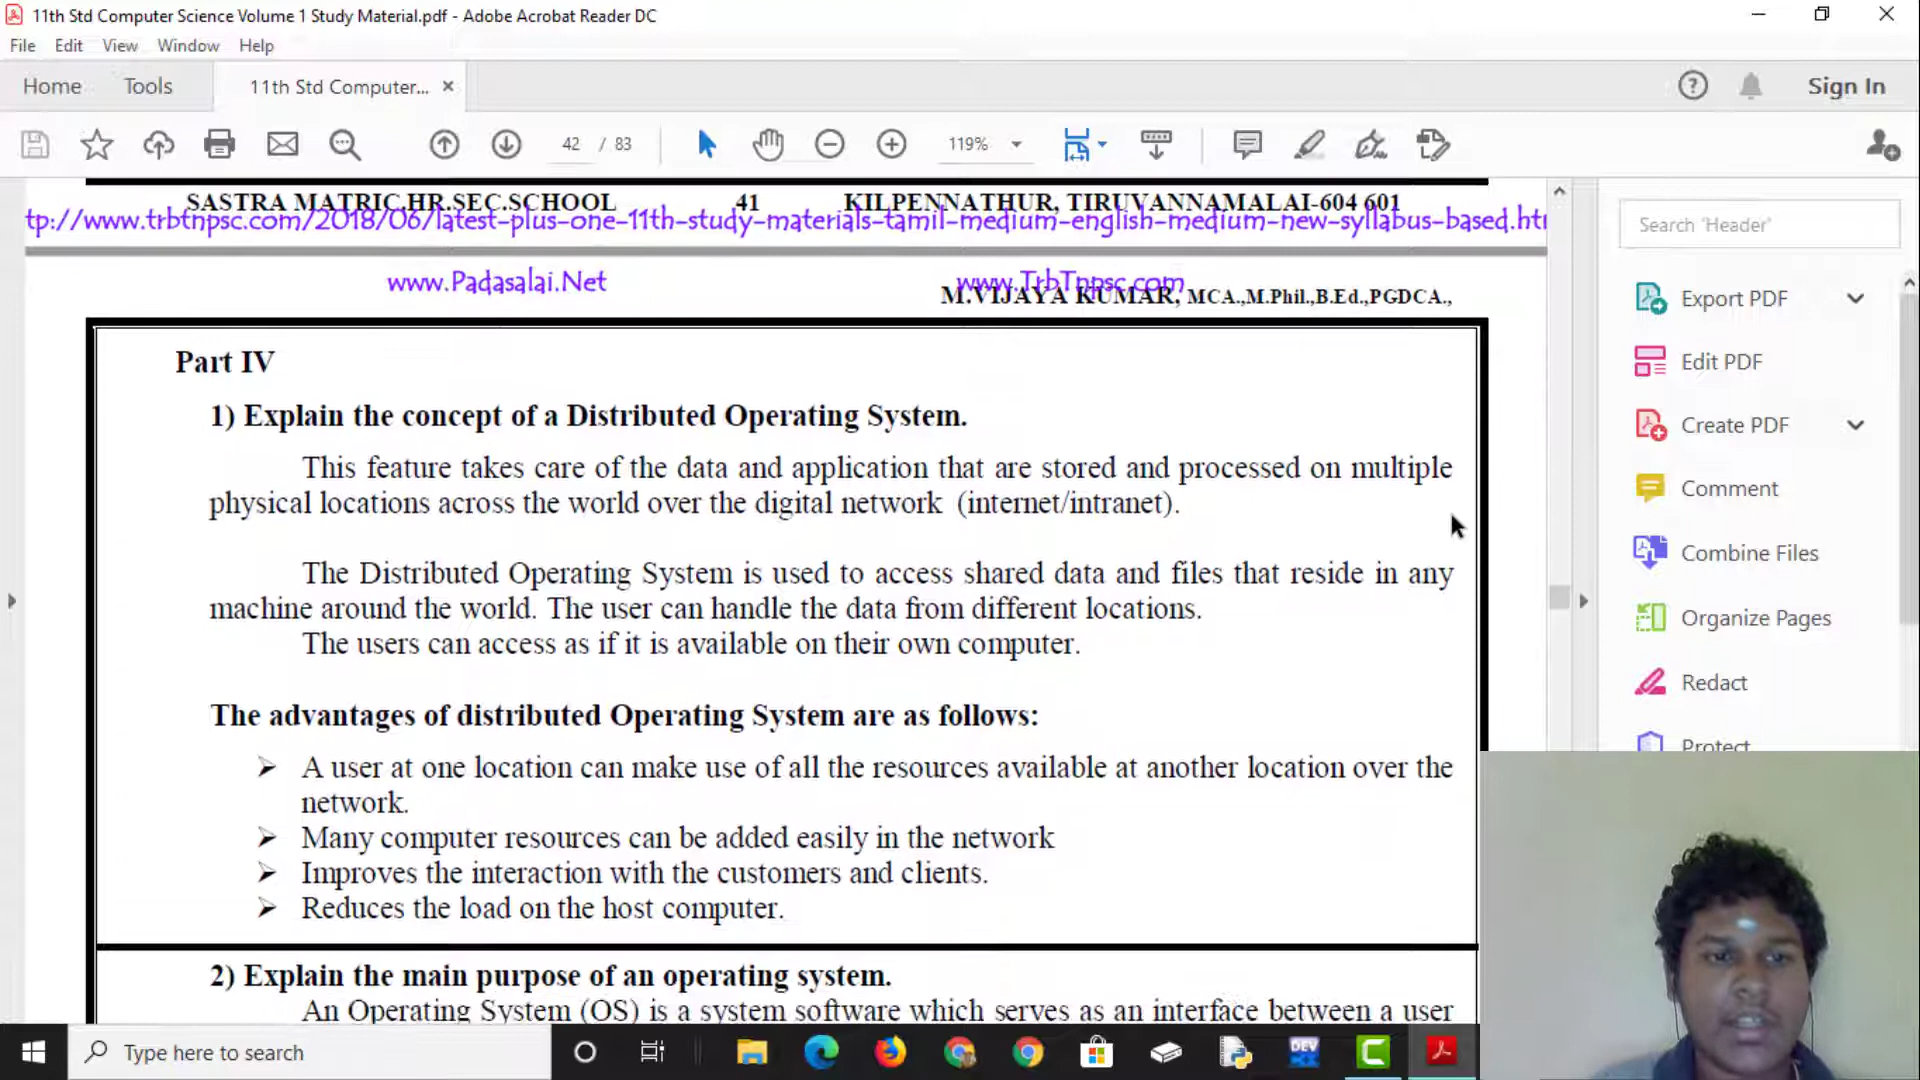 11th Std Computer Science Volume 1 Study Material.pdf - Adobe Acrobat Reader DC
File Edit View Window Help
Home Tools 11th Std Computer... × Sign In
42 / 83 119%
SASTRA MATRIC.HR.SEC.SCHOOL 41 KILPENNATHUR, TIRUVANNAMALAI-604 601
tp://www.trbtnpsc.com/2018/06/latest-plus-one-11th-study-materials-tamil-medium-english-medium-new-syllabus-based.htr
www.Padasalai.Net www.TrbTnpsc.com
M.VIJAYA KUMAR, MCA.,M.Phil.,B.Ed.,PGDCA.,
Part IV
1) Explain the concept of a Distributed Operating System.
This feature takes care of the data and application that are stored and processed on multiple
physical locations across the world over the digital network (internet/intranet).
The Distributed Operating System is used to access shared data and files that reside in any
machine around the world. The user can handle the data from different locations.
The users can access as if it is available on their own computer.
The advantages of distributed Operating System are as follows:
➢ A user at one location can make use of all the resources available at another location over the
network.
➢ Many computer resources can be added easily in the network
➢ Improves the interaction with the customers and clients.
➢ Reduces the load on the host computer.
2) Explain the main purpose of an operating system.
An Operating System (OS) is a system software which serves as an interface between a user
Search 'Header'
Export PDF
Edit PDF
Create PDF
Comment
Combine Files
Organize Pages
Redact
Protect
Type here to search
DEV